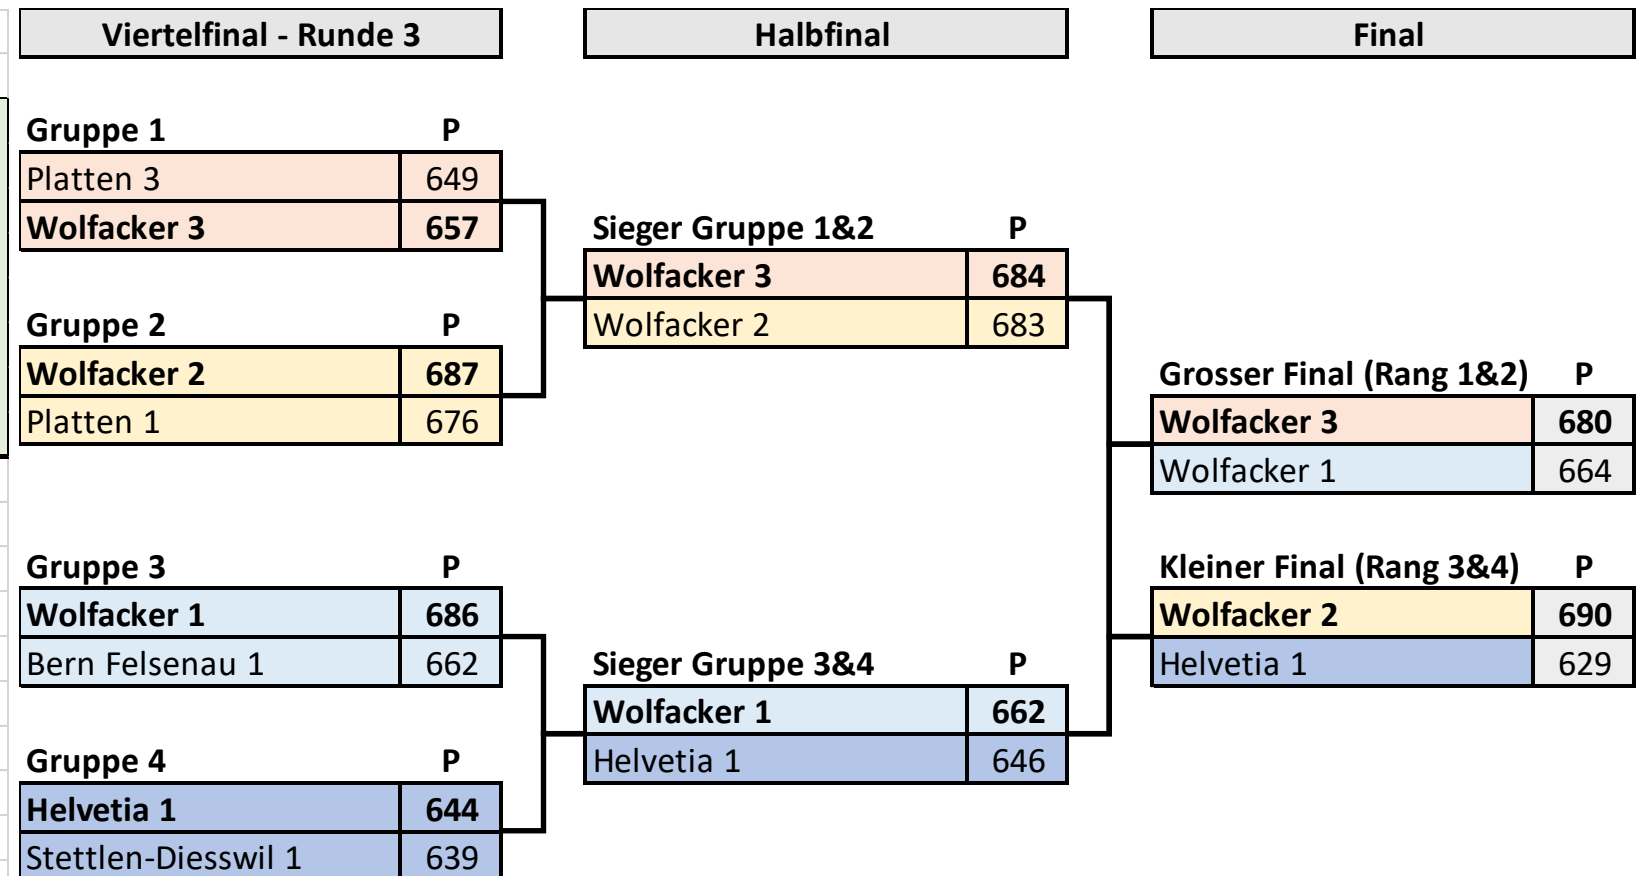 Viertelfinal - Runde 3
Gruppe 1 P
Platten 3 649
Wolfacker 3 657
Gruppe 2 P
Wolfacker 2 687
Platten 1 676
Gruppe 3 P
Wolfacker 1 686
Bern Felsenau 1 662
Gruppe 4 P
Helvetia 1 644
Stettlen-Diesswil 1 639
Halbfinal
Sieger Gruppe 1&2 P
Wolfacker 3 684
Wolfacker 2 683
Sieger Gruppe 3&4 P
Wolfacker 1 662
Helvetia 1 646
Final
Grosser Final (Rang 1&2) P
Wolfacker 3 680
Wolfacker 1 664
Kleiner Final (Rang 3&4) P
Wolfacker 2 690
Helvetia 1 629